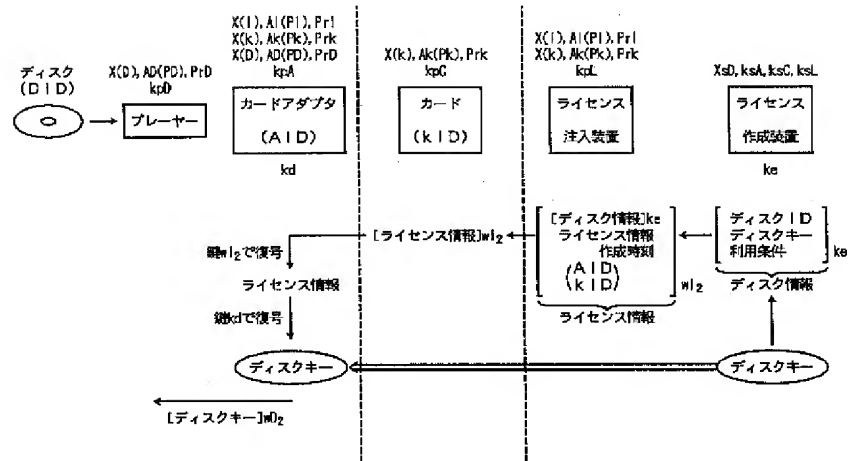 X(I), AI(PI), PrI
X(k), Ak(Pk), Prk
X(D), AD(PD), PrD
kpA
X(k), Ak(Pk), Prk
kpC
X(I), AI(PI), PrI
X(k), Ak(Pk), Prk
kpL
XsD, ksA, ksC, ksL
ディスク
(DID)
X(D), AD(PD), PrD
kpD
プレーヤー
カードアダプタ
(AID)
kd
カード
(kID)
ライセンス
注入装置
ライセンス
作成装置
ke
[ライセンス情報]wI2
[ディスク情報]ke
ライセンス情報
作成時刻
(AID
kID)
wI2
ライセンス情報
ディスクID
ディスクキー
利用条件
ke
ディスク情報
鍵wI2で復号
ライセンス情報
鍵kdで復号
ディスクキー
ディスクキー
[ディスクキー]wD2